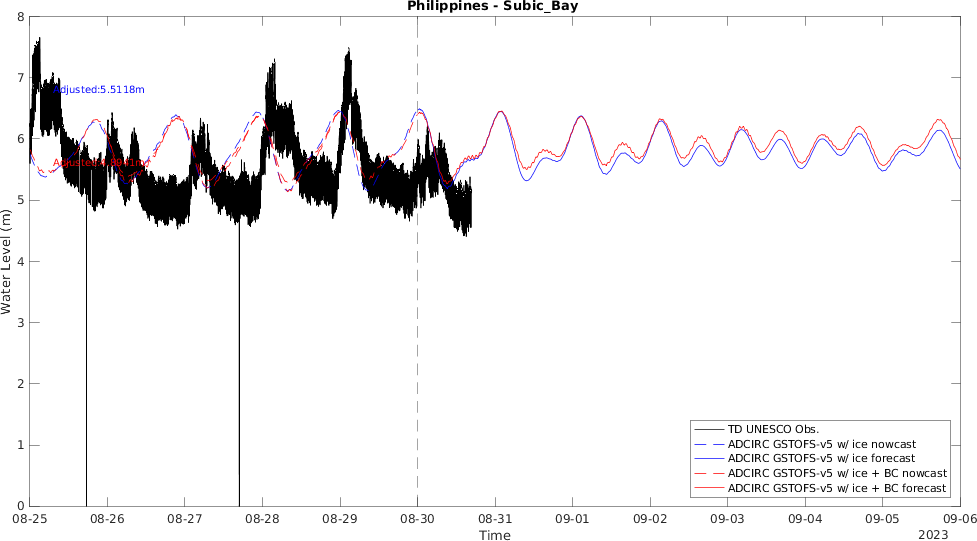 Philippines - Subic_Bay
Water Level (m)
8
7
6
5
4
3
2
1
0
Adjusted:5.5118m
08-25
08-26
08-27
08-28
08-29
08-30
08-31
09-01
09-02
09-03
09-04
09-05
09-06
Time
2023
TD UNESCO Obs.
ADCIRC GSTOFS-v5 w/ ice nowcast
ADCIRC GSTOFS-v5 w/ ice forecast
ADCIRC GSTOFS-v5 w/ ice + BC nowcast
ADCIRC GSTOFS-v5 w/ ice + BC forecast